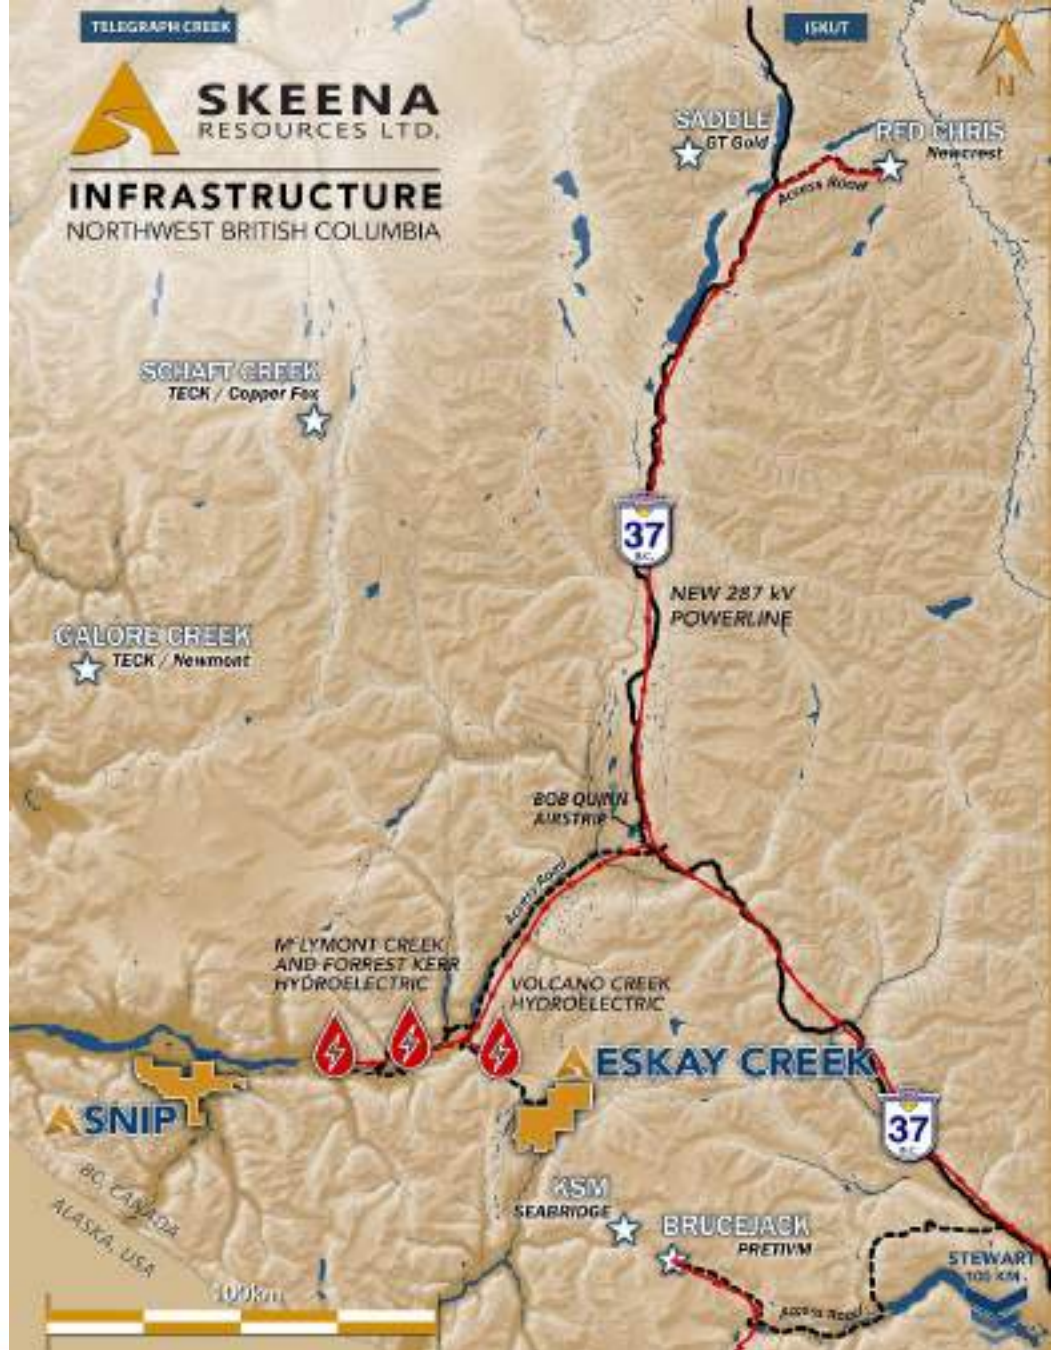 TELEGRAPH CREEK
ISKUT
N
SKEENA
RESOURCES LTD.
INFRASTRUCTURE
NORTHWEST BRITISH COLUMBIA
SADDLE
GT Gold
RED CHRIS
Newcrest
Access Road
SCHAFT CREEK
TECK / Copper Fox
37
B.C.
NEW 287 kV
POWERLINE
GALORE CREEK
TECK / Newmont
BOB QUINN
AIRSTRIP
Access Road
McLYMONT CREEK
AND FORREST KERR
HYDROELECTRIC
VOLCANO CREEK
HYDROELECTRIC
ESKAY CREEK
SNIP
37
B.C.
BC, CANADA
ALASKA, USA
KSM
SEABRIDGE
BRUCEJACK
PRETIVM
STEWART
100 KM
Access Road
100km